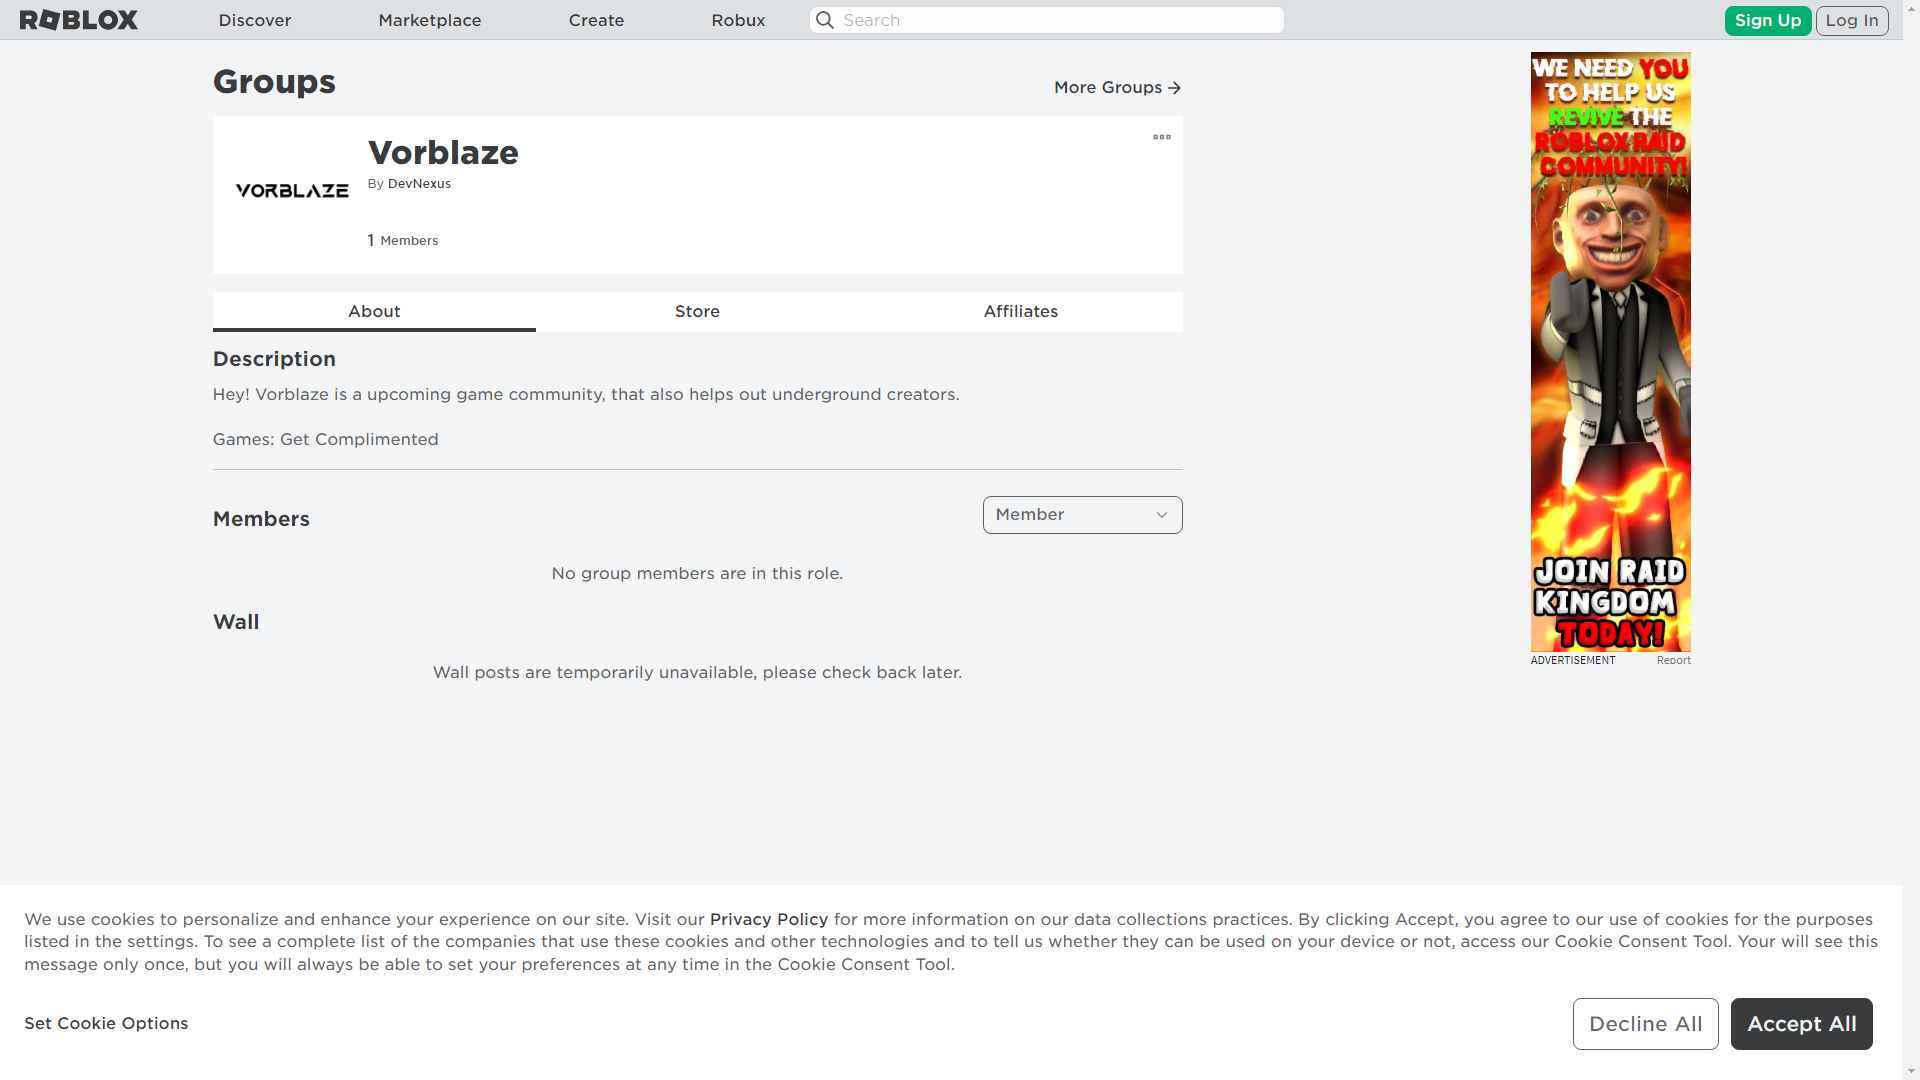 ROBLOX
Discover
Marketplace
Create
Robux
Search
Sign Up
Log In
Groups
More Groups
VORBLAZE
Vorblaze
By DevNexus
1 Members
About
Store
Affiliates
Description
Hey! Vorblaze is a upcoming game community, that also helps out underground creators.
Games: Get Complimented
Members
Member
No group members are in this role.
Wall
Wall posts are temporarily unavailable, please check back later.
WE NEED YOU
TO HELP US
REVIVE THE
ROBLOX RAID
COMMUNITY!
JOIN RAID
KINGDOM
TODAY!
ADVERTISEMENT
Report
We use cookies to personalize and enhance your experience on our site. Visit our Privacy Policy for more information on our data collections practices. By clicking Accept, you agree to our use of cookies for the purposes
listed in the settings. To see a complete list of the companies that use these cookies and other technologies and to tell us whether they can be used on your device or not, access our Cookie Consent Tool. Your will see this
message only once, but you will always be able to set your preferences at any time in the Cookie Consent Tool.
Set Cookie Options
Decline All
Accept All